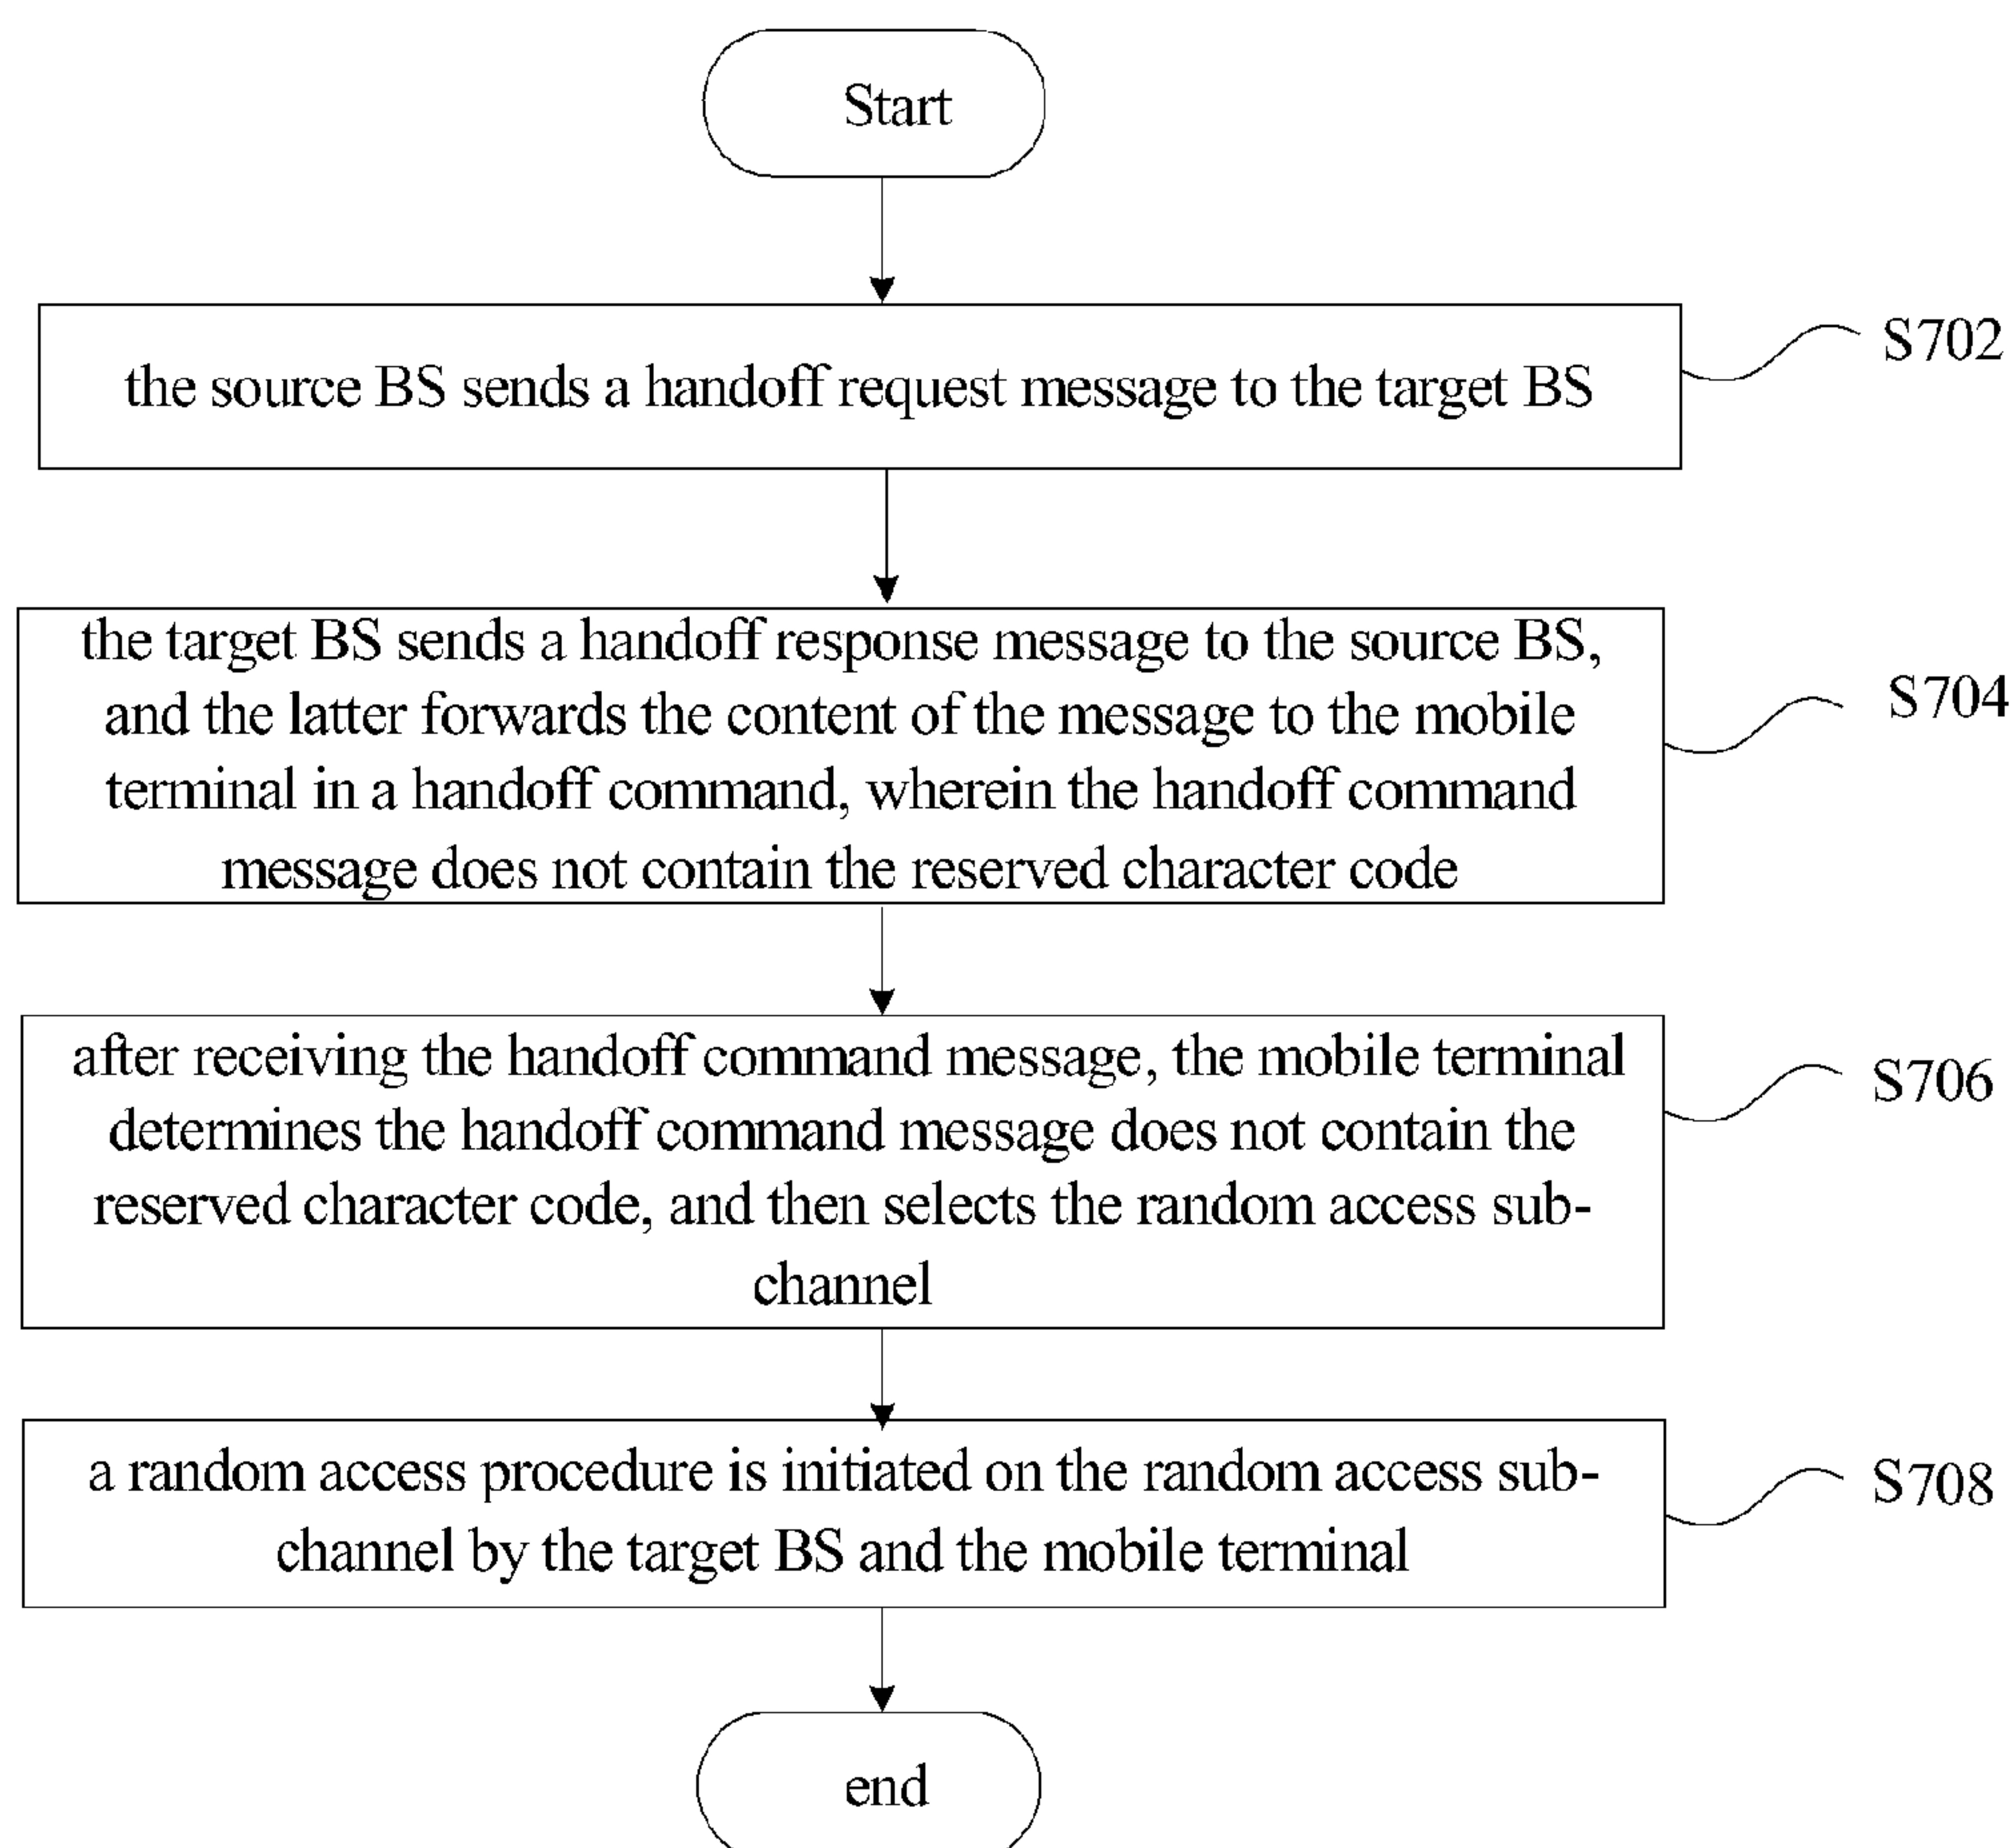 Start
the source BS sends a handoff request message to the target BS
S702
the target BS sends a handoff response message to the source BS,
and the latter forwards the content of the message to the mobile
terminal in a handoff command, wherein the handoff command
message does not contain the reserved character code
S704
after receiving the handoff command message, the mobile terminal
determines the handoff command message does not contain the
reserved character code, and then selects the random access sub-
channel
S706
a random access procedure is initiated on the random access sub-
channel by the target BS and the mobile terminal
S708
end